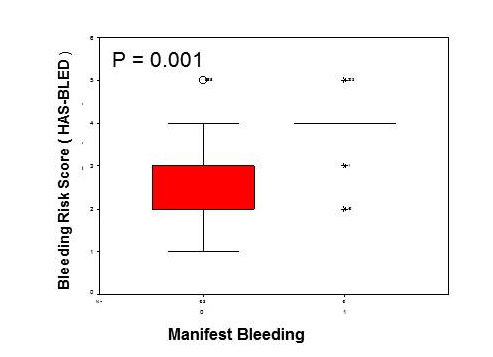 P = 0.001
Bleeding Risk Score ( HAS-BLED )
6
5
4
3
2
1
0
N =
0
1
Manifest Bleeding